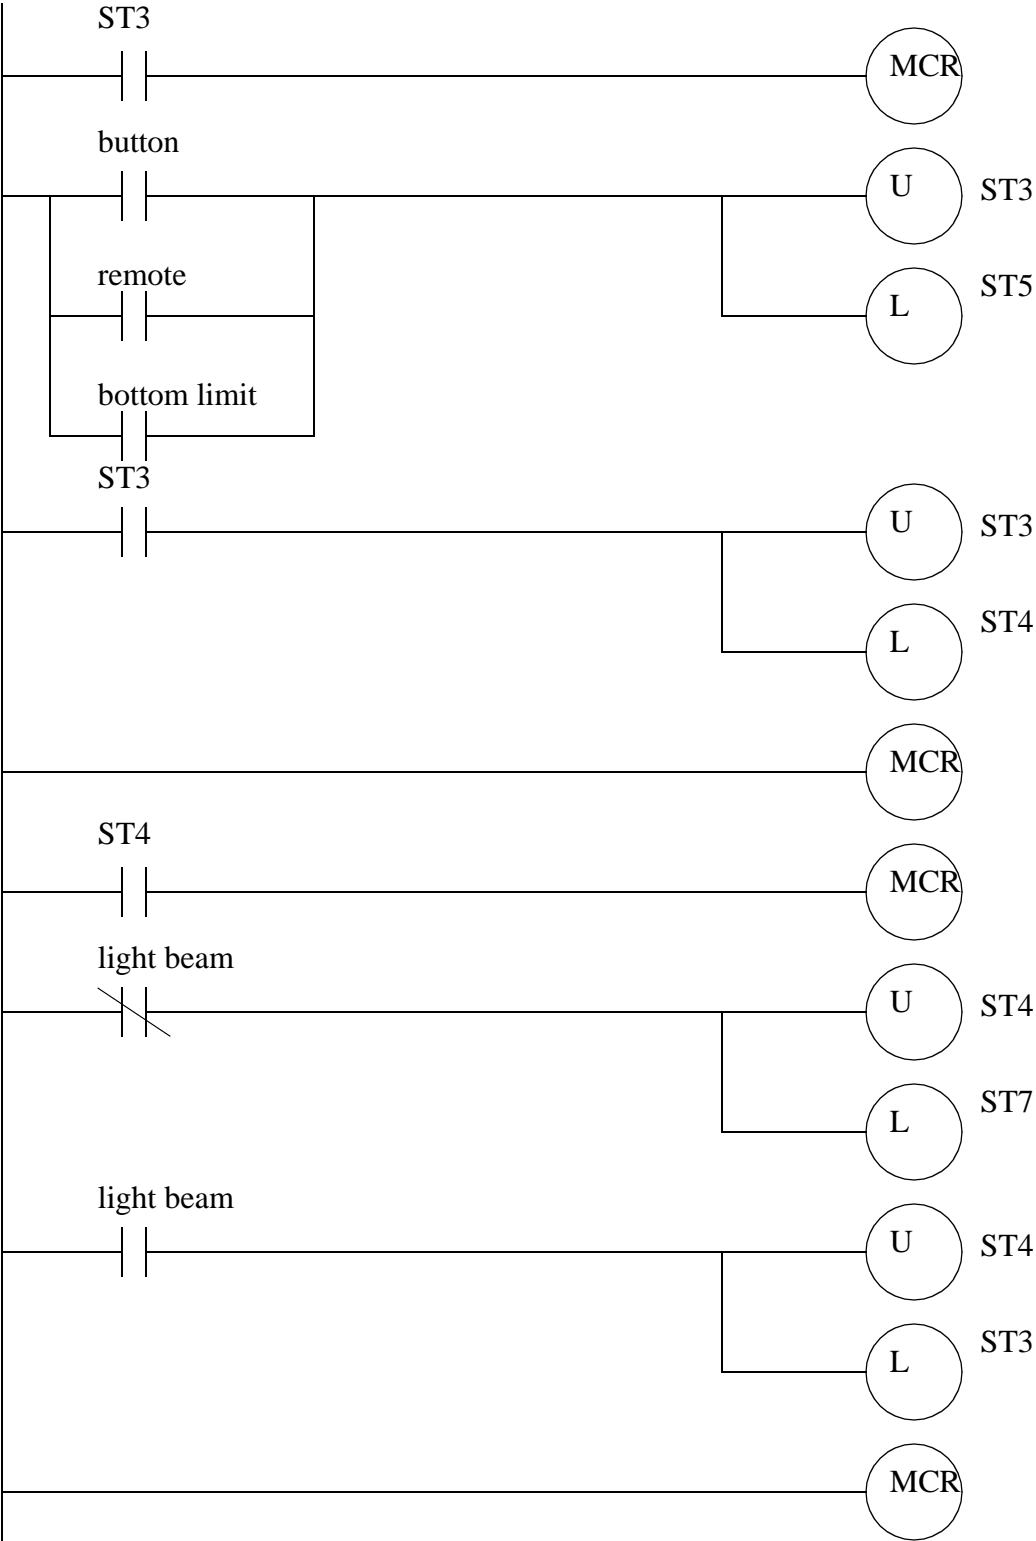 ST3
MCR
button
U ST3
remote
L ST5
bottom limit
ST3
U ST3
L ST4
MCR
ST4
MCR
light beam
U ST4
L ST7
light beam
U ST4
L ST3
MCR